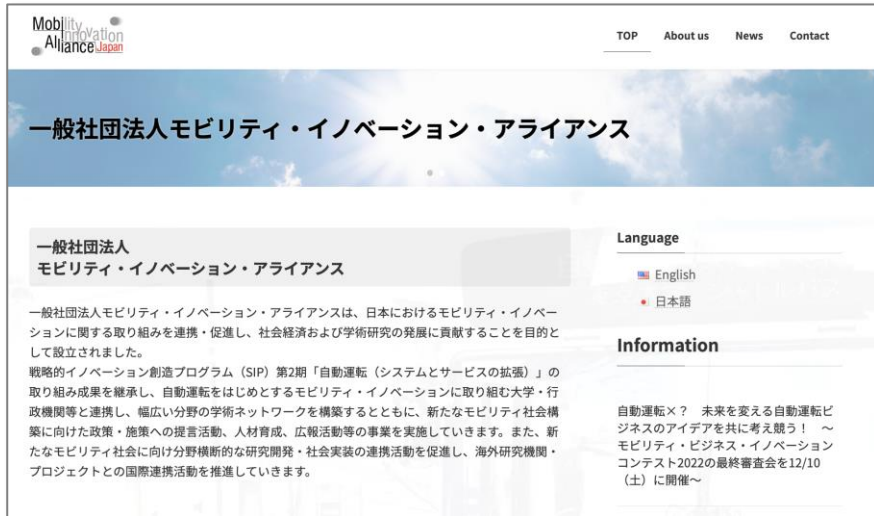 Mobility
Innovation
Alliance Japan
TOP About us News Contact
一般社団法人モビリティ・イノベーション・アライアンス
一般社団法人
モビリティ・イノベーション・アライアンス
一般社団法人モビリティ・イノベーション・アライアンスは、日本におけるモビリティ・イノベー
ションに関する取り組みを連携・促進し、社会経済および学術研究の発展に貢献することを目的と
して設立されました。
戦略的イノベーション創造プログラム（SIP）第2期「自動運転（システムとサービスの拡張）」の
取り組み成果を継承し、自動運転をはじめとするモビリティ・イノベーションに取り組む大学・行
政機関等と連携し、幅広い分野の学術ネットワークを構築するとともに、新たなモビリティ社会構
築に向けた政策・施策への提言活動、人材育成、広報活動等の事業を実施していきます。また、新
たなモビリティ社会に向け分野横断的な研究開発・社会実装の連携活動を促進し、海外研究機関・
プロジェクトとの国際連携活動を推進していきます。
Language
English
日本語
Information
自動運転×？　未来を変える自動運転ビ
ジネスのアイデアを共に考え競う！　～
モビリティ・ビジネス・イノベーション
コンテスト2022の最終審査会を12/10
（土）に開催～